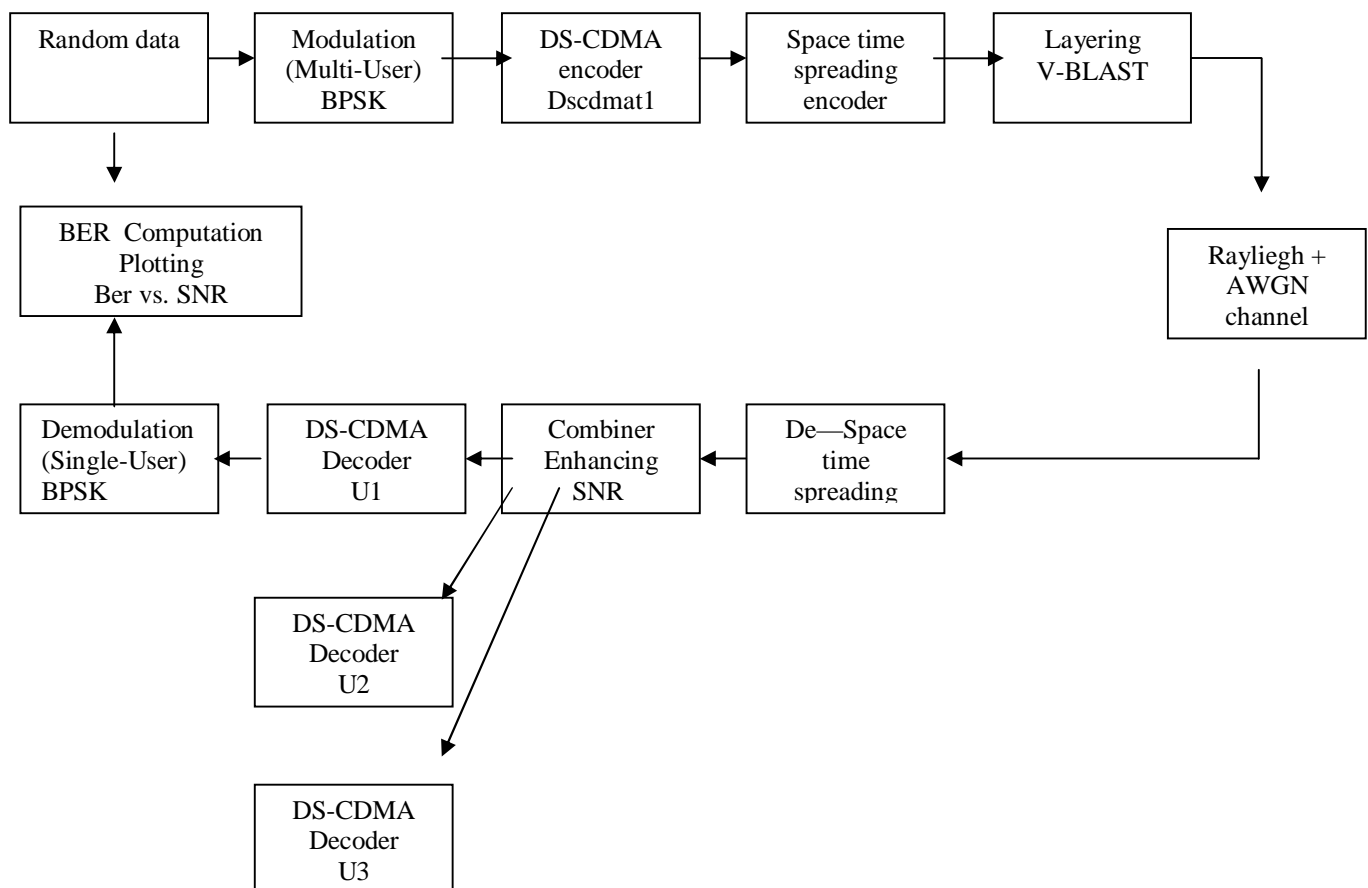 Random data
Modulation
(Multi-User)
BPSK
DS-CDMA
encoder
Dscdmat1
Space time
spreading
encoder
Layering
V-BLAST
BER Computation
Plotting
Ber vs. SNR
Rayliegh +
AWGN
channel
Demodulation
(Single-User)
BPSK
DS-CDMA
Decoder
U1
Combiner
Enhancing
SNR
De—Space
time
spreading
DS-CDMA
Decoder
U2
DS-CDMA
Decoder
U3